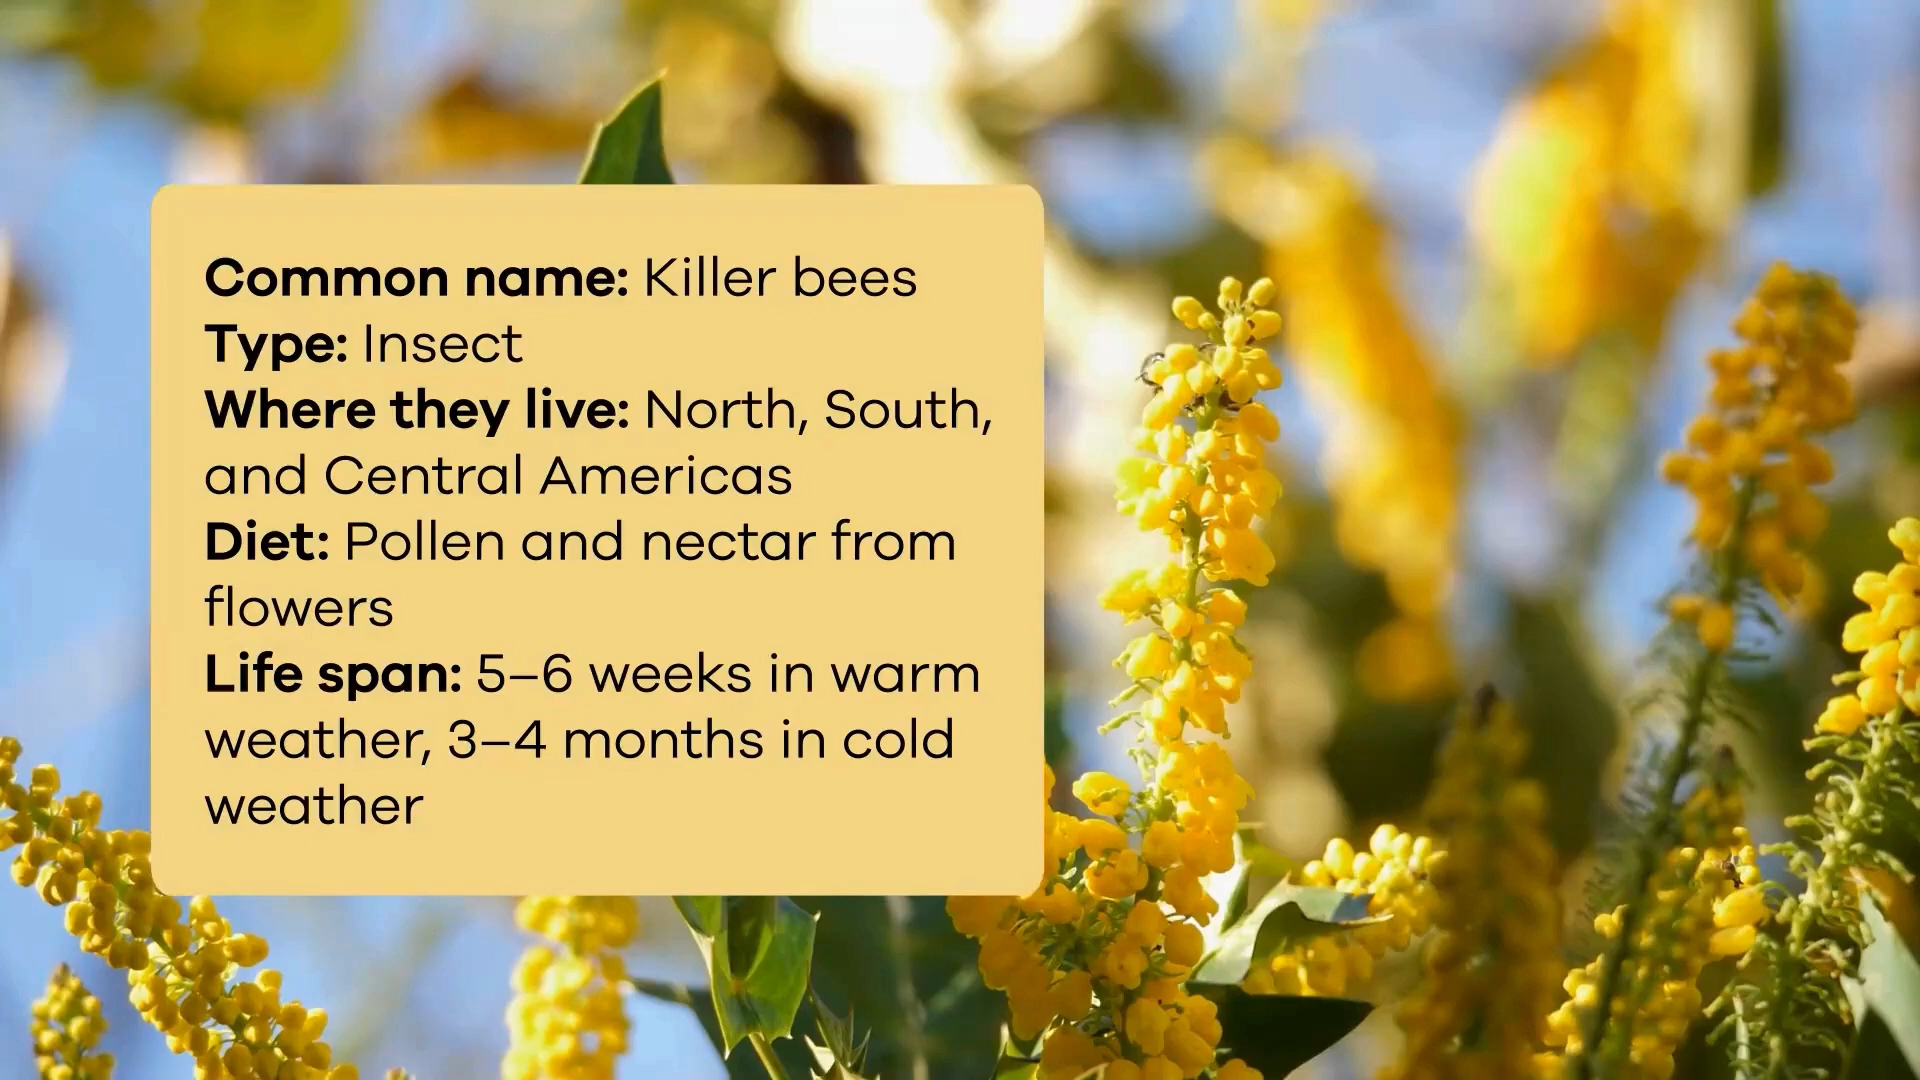 Common name: Killer bees
Type: Insect
Where they live: North, South,
and Central Americas
Diet: Pollen and nectar from
flowers
Life span: 5–6 weeks in warm
weather, 3–4 months in cold
weather